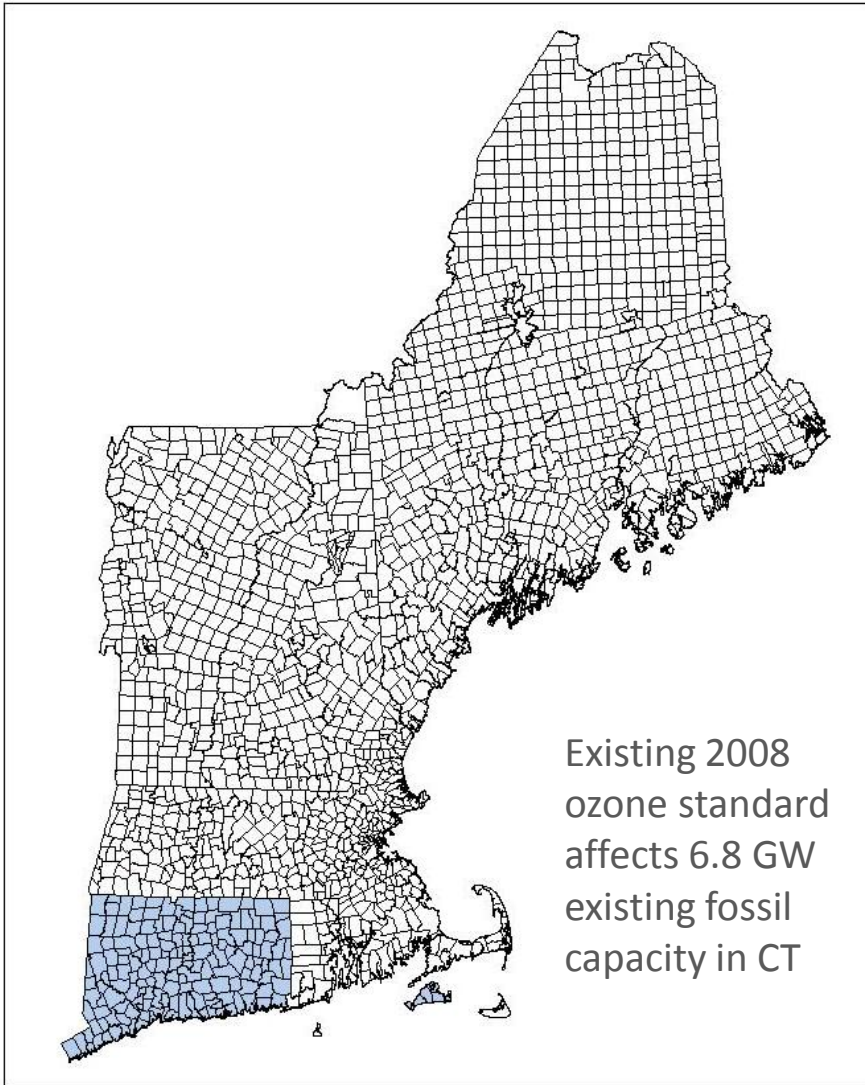 Existing 2008
ozone standard
affects 6.8 GW
existing fossil
capacity in CT